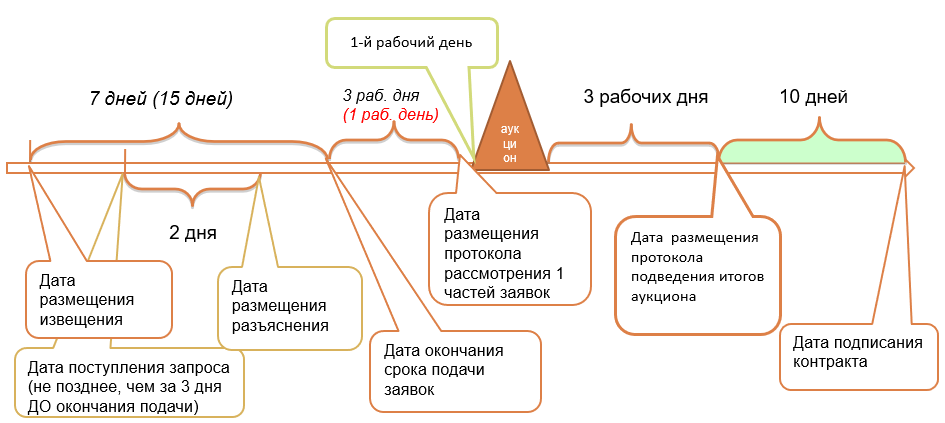 1-й рабочий день
7 дней (15 дней)
3 раб. дня
(1 раб. день)
аук
ци
он
3 рабочих дня
10 дней
2 дня
Дата
размещения
извещения
Дата поступления запроса
(не позднее, чем за 3 дня
ДО окончания подачи)
Дата
размещения
разъяснения
Дата окончания
срока подачи
заявок
Дата
размещения
протокола
рассмотрения 1
частей заявок
Дата размещения
протокола
подведения итогов
аукциона
Дата подписания
контракта